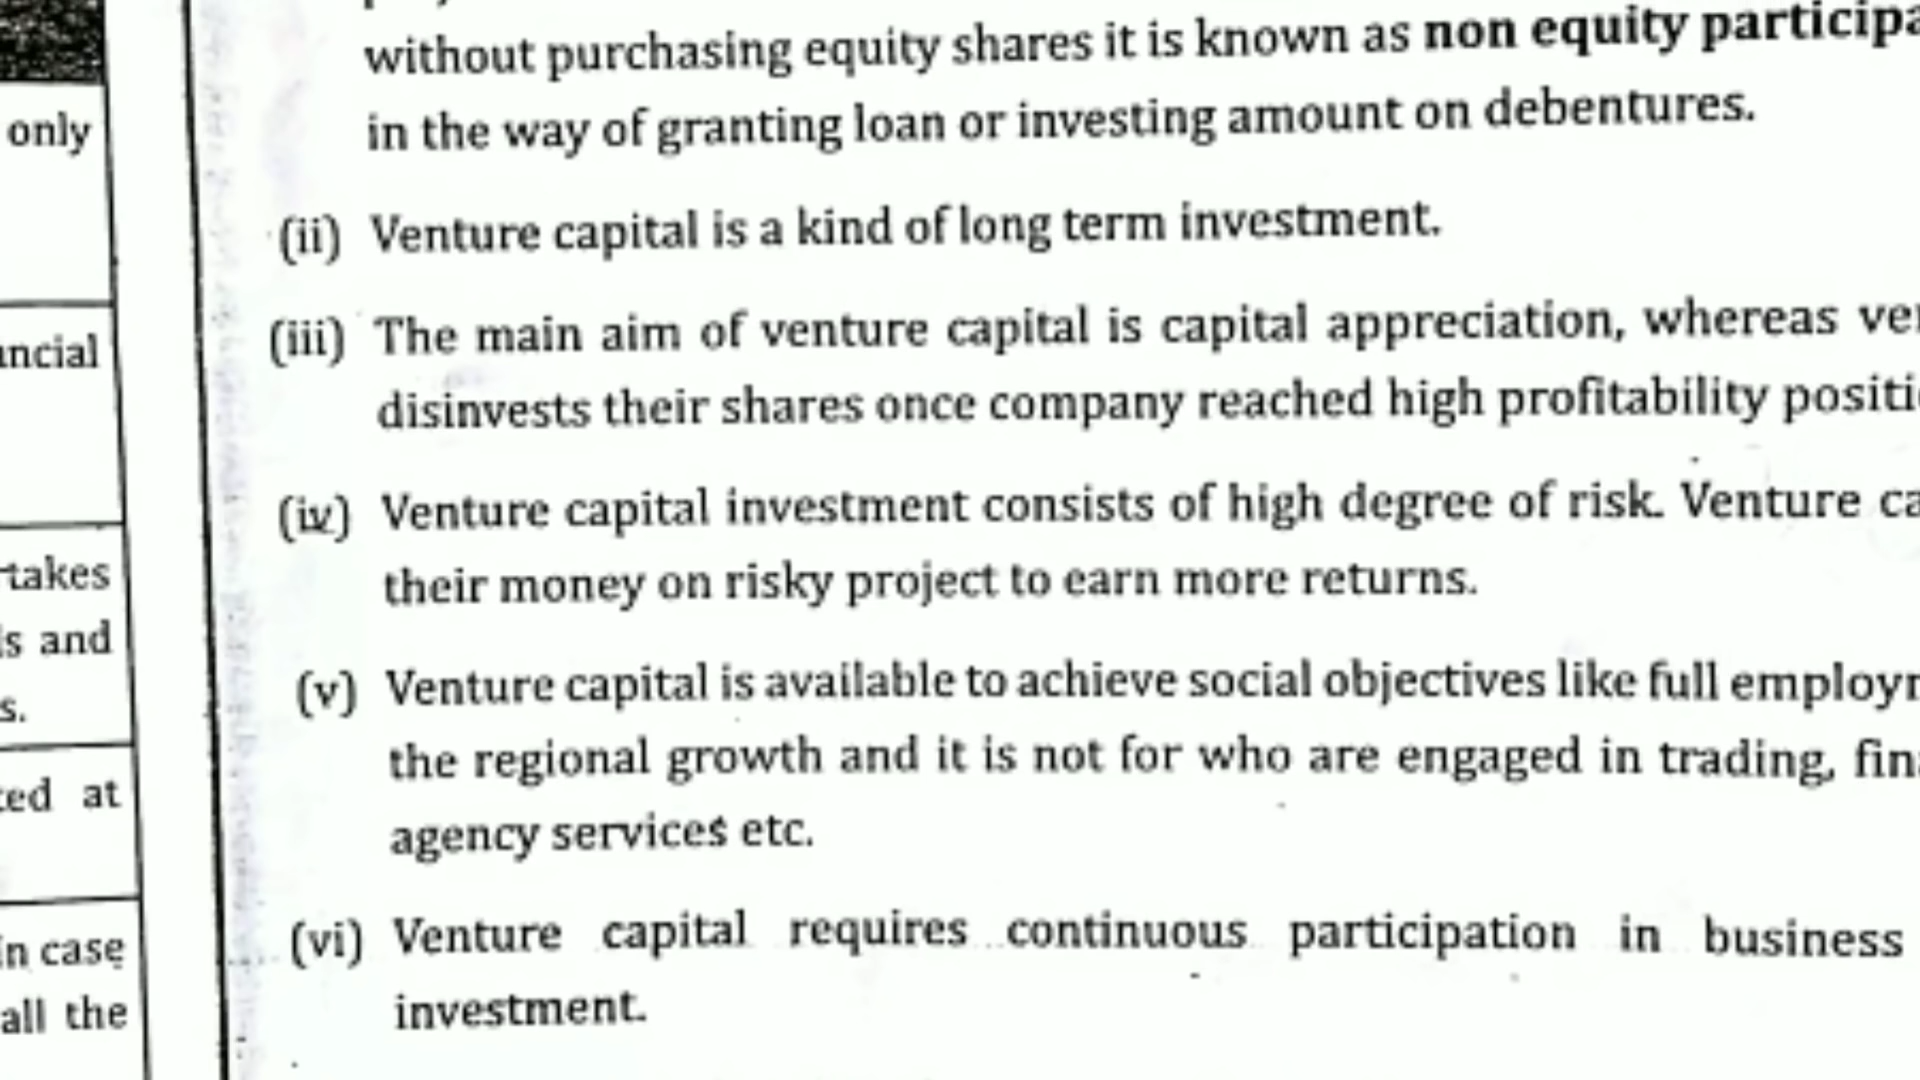 only
ncial
takes
s and
s.
ed at
n case
all the
without purchasing equity shares it is known as non equity participa
in the way of granting loan or investing amount on debentures.
(ii) Venture capital is a kind of long term investment.
(iii) The main aim of venture capital is capital appreciation, whereas ve
disinvests their shares once company reached high profitability positi
(iv) Venture capital investment consists of high degree of risk. Venture ca
their money on risky project to earn more returns.
(v) Venture capital is available to achieve social objectives like full employ
the regional growth and it is not for who are engaged in trading, fin
agency services etc.
(vi) Venture capital requires continuous participation in business
investment.